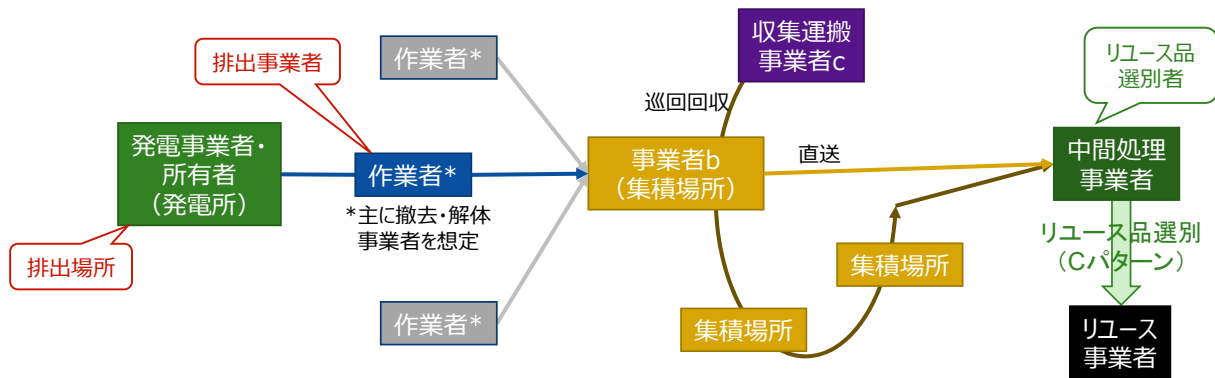 排出事業者
作業者*
収集運搬
事業者c
リユース品
選別者
巡回回収
発電事業者・
所有者
（発電所）
作業者*
*主に撤去・解体
事業者を想定
事業者b
（集積場所）
直送
中間処理
事業者
排出場所
集積場所
リユース品選別
（Cパターン）
作業者*
集積場所
リユース
事業者